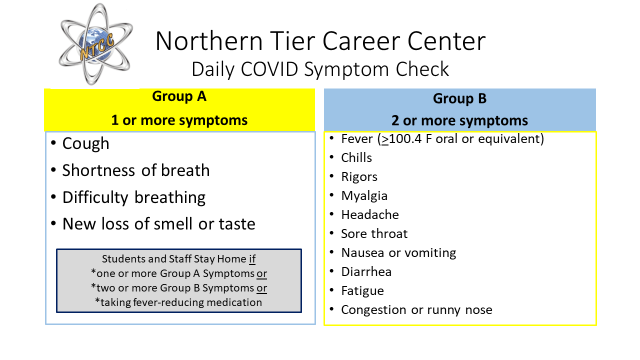 NTCC
Northern Tier Career Center
Daily COVID Symptom Check
Group A
1 or more symptoms
• Cough
• Shortness of breath
• Difficulty breathing
• New loss of smell or taste
Students and Staff Stay Home if
*one or more Group A Symptoms or
*two or more Group B Symptoms or
*taking fever-reducing medication
Group B
2 or more symptoms
• Fever (≥100.4 F oral or equivalent)
• Chills
• Rigors
• Myalgia
• Headache
• Sore throat
• Nausea or vomiting
• Diarrhea
• Fatigue
• Congestion or runny nose